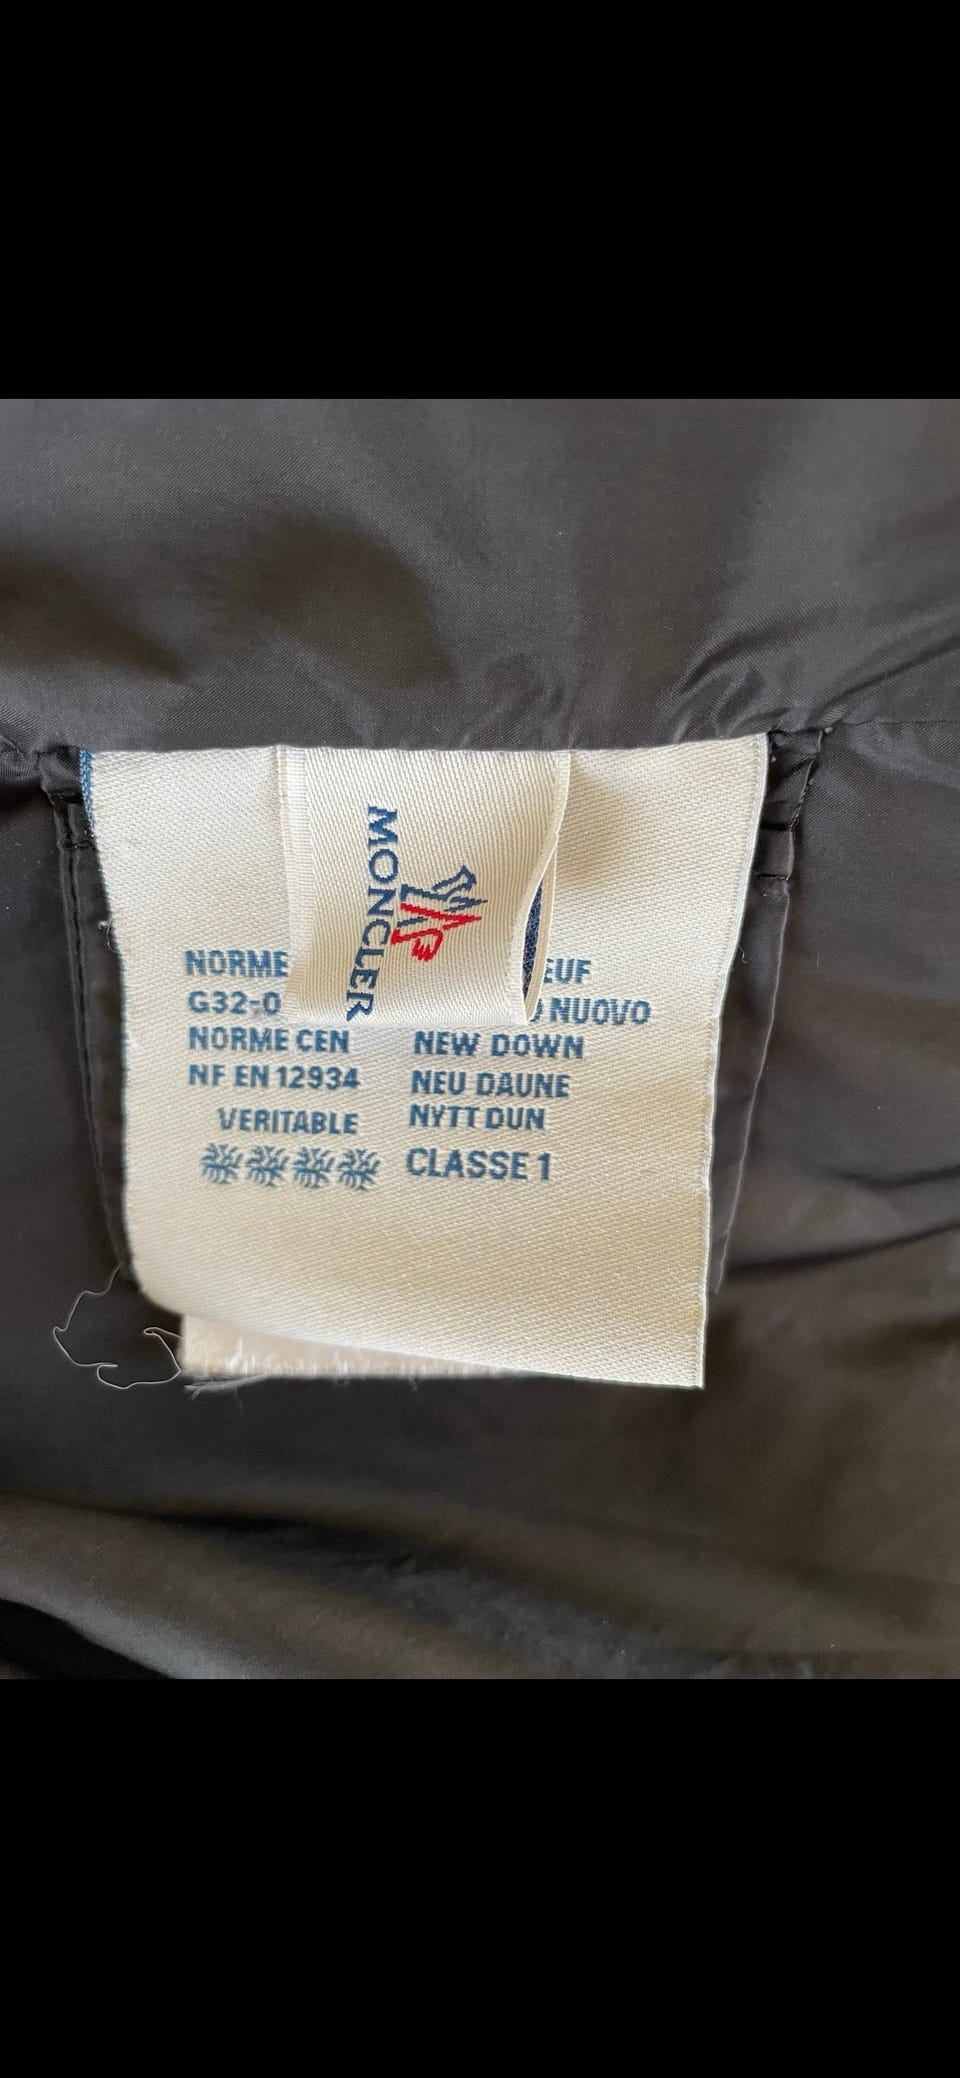 MONCLER
NORME
G32-0 NUOVO
NORME CEN NEW DOWN
NF EN 12934 NEU DAUNE
VERITABLE NYTT DUN
CLASSE 1